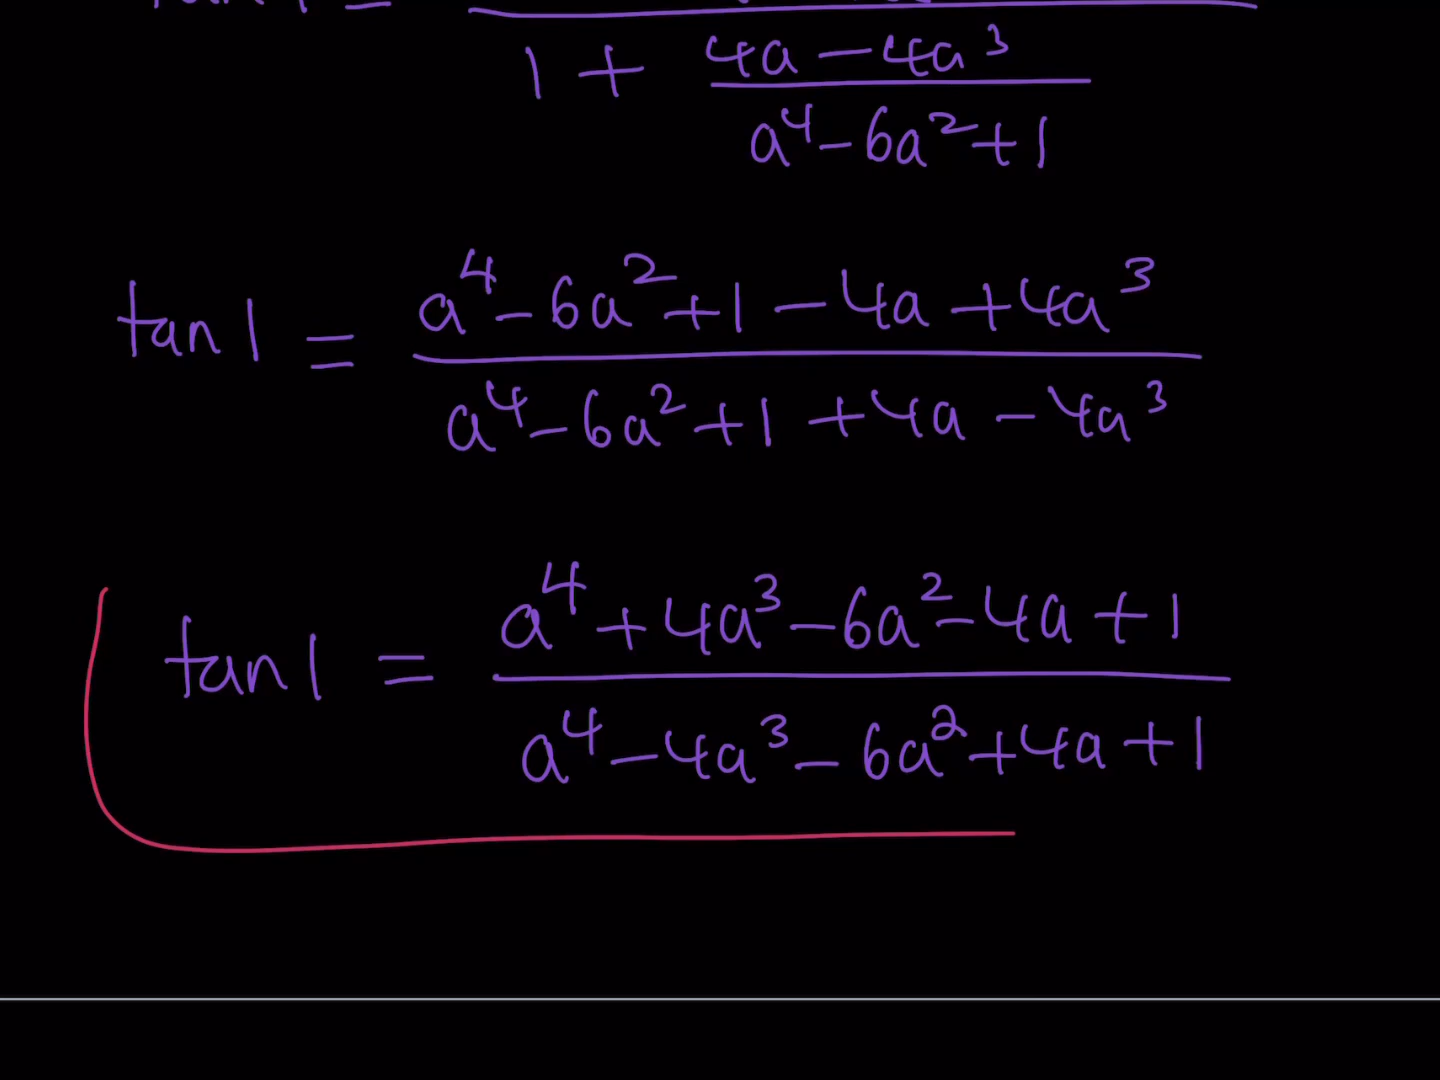 1 + (4a - 4a³)/(a⁴ - 6a² + 1)
tan 1 = (a⁴ - 6a² + 1 - 4a + 4a³)/(a⁴ - 6a² + 1 + 4a - 4a³)
tan 1 = (a⁴ + 4a³ - 6a² - 4a + 1)/(a⁴ - 4a³ - 6a² + 4a + 1)